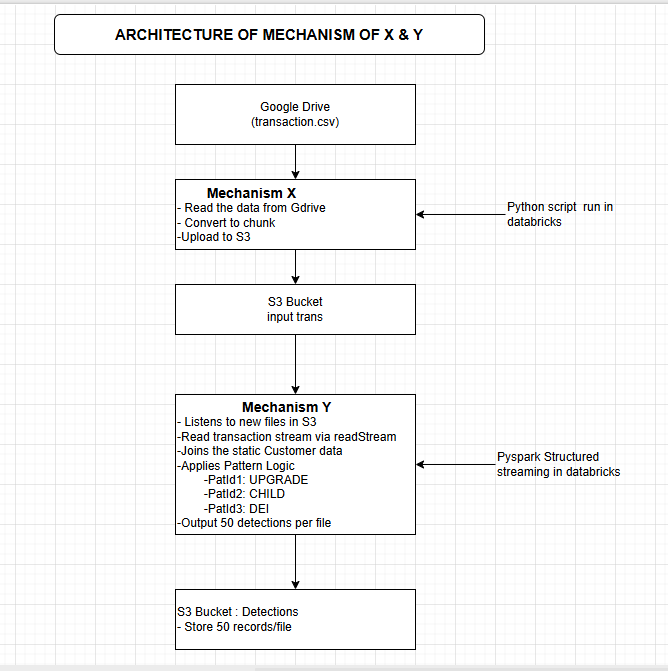 ARCHITECTURE OF MECHANISM OF X & Y
Google Drive
(transaction.csv)
Mechanism X
- Read the data from Gdrive
- Convert to chunk
-Upload to S3
Python script run in
databricks
S3 Bucket
input trans
Mechanism Y
- Listens to new files in S3
-Read transaction stream via readStream
-Joins the static Customer data
-Applies Pattern Logic
-PatId1: UPGRADE
-PatId2: CHILD
-PatId3: DEI
-Output 50 detections per file
Pyspark Structured
streaming in databricks
S3 Bucket : Detections
- Store 50 records/file